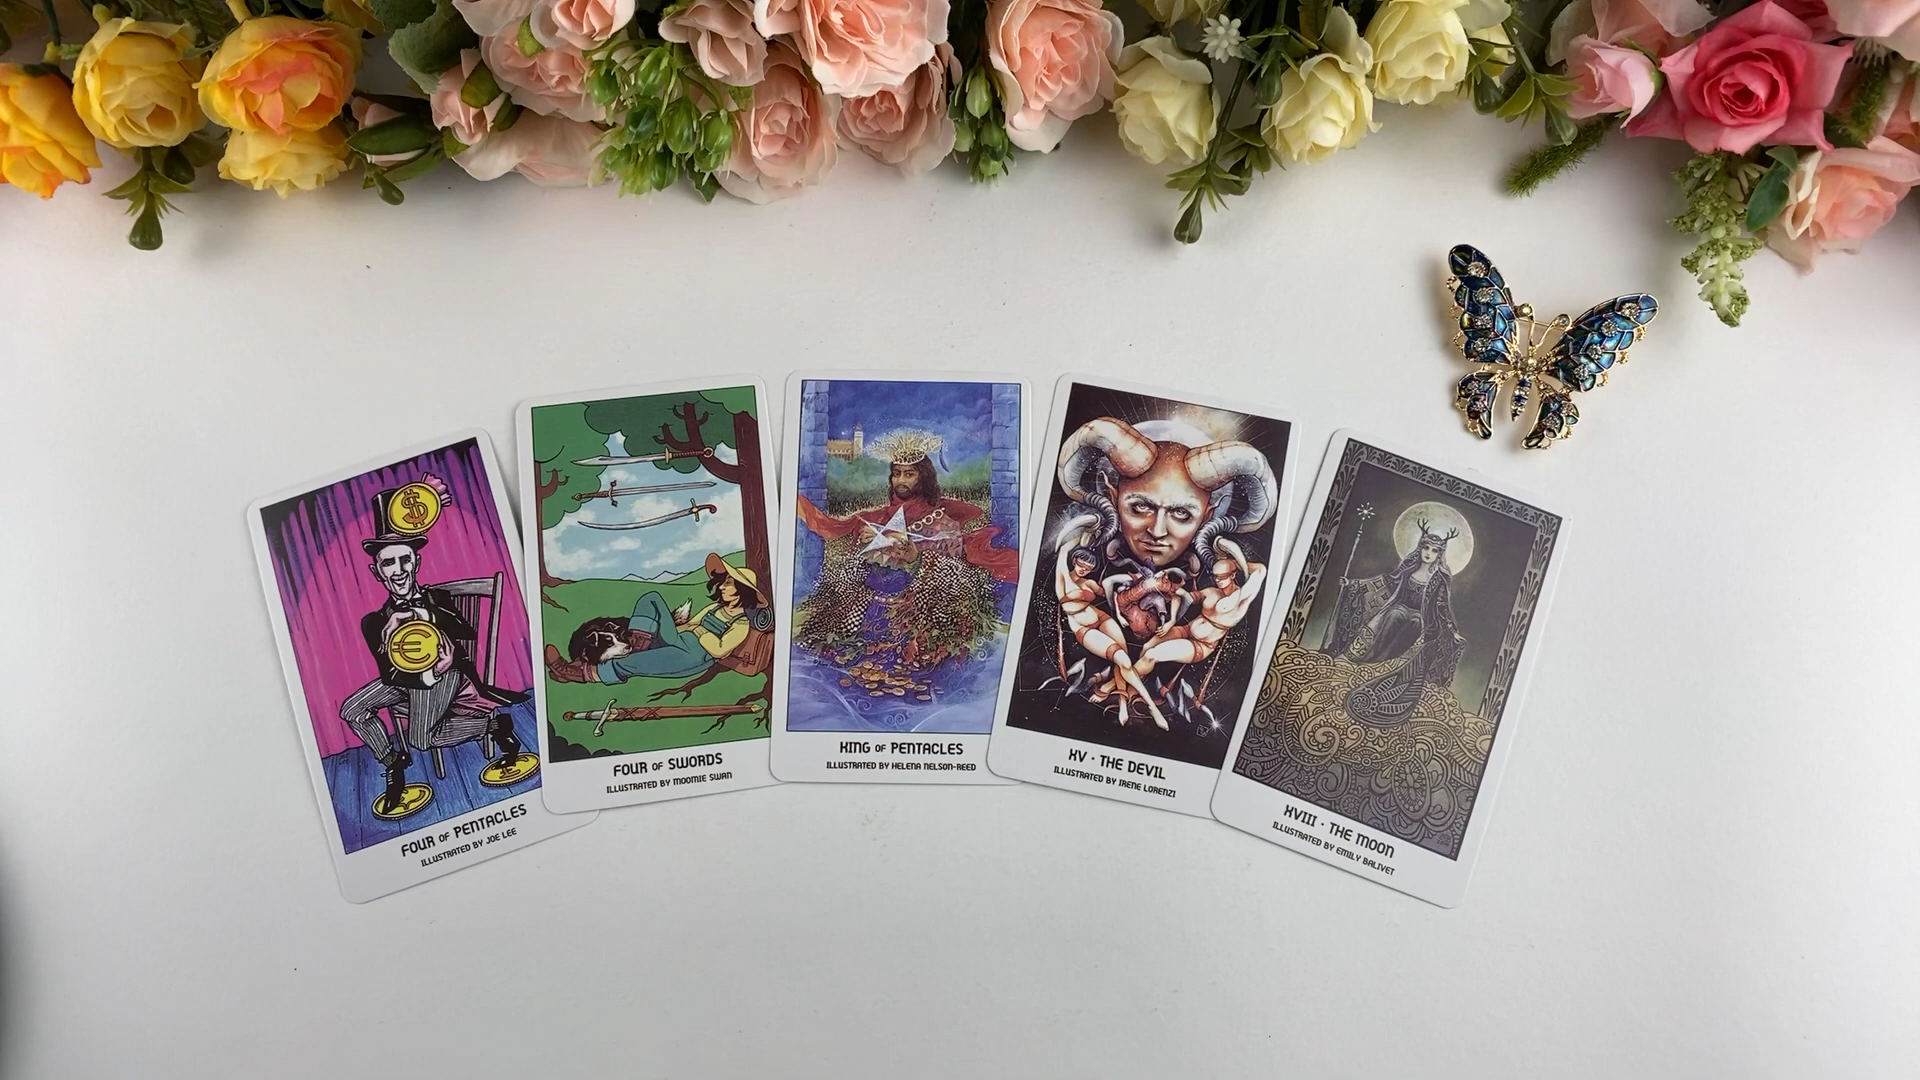 $
€
£
FOUR OF PENTACLES
ILLUSTRATED BY JOE LEE
FOUR OF SWORDS
ILLUSTRATED BY MOOMIE SWAN
KING OF PENTACLES
ILLUSTRATED BY HELENA NELSON-REED
XV · THE DEVIL
ILLUSTRATED BY IRENE LORENZI
XVIII · THE MOON
ILLUSTRATED BY EMILY BALIVET